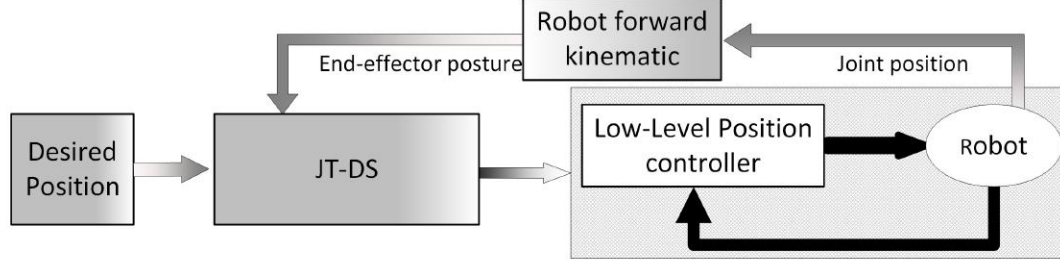 Robot forward
kinematic
End-effector posture
Joint position
Desired
Position
JT-DS
Low-Level Position
controller
Robot